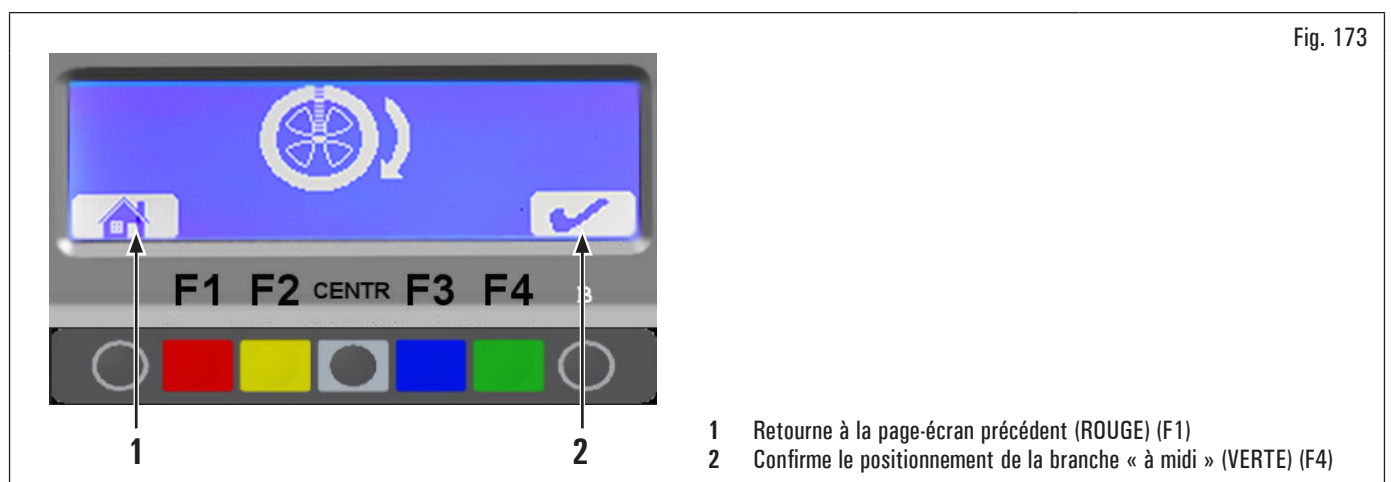 Fig. 173
F1 F2 CENTR F3 F4 B
1 2
1 Retourne à la page-écran précédent (ROUGE) (F1)
2 Confirme le positionnement de la branche « à midi » (VERTE) (F4)